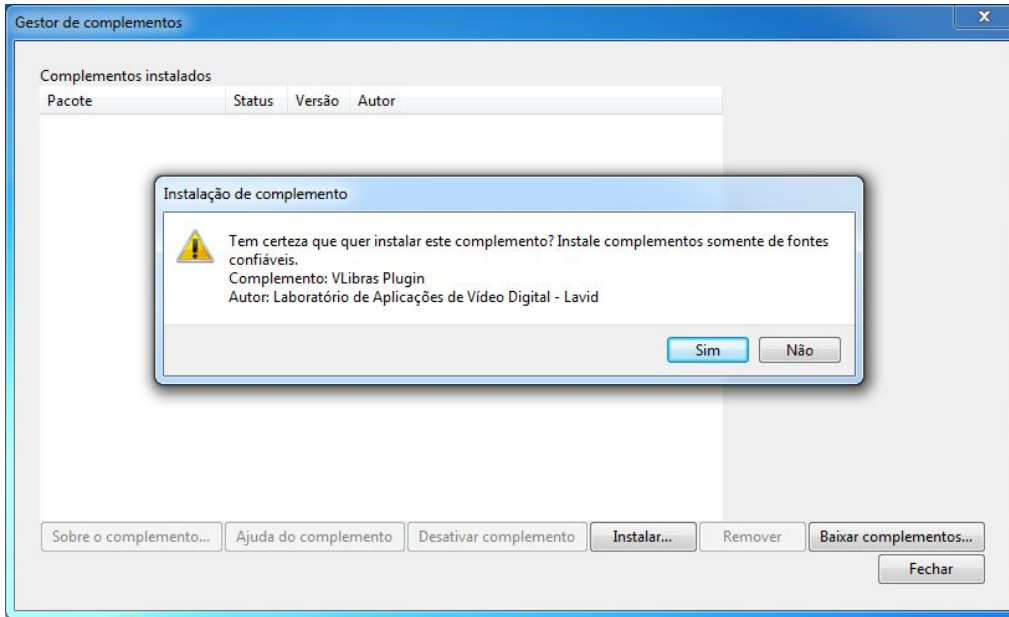 Gestor de complementos
x
Complementos instalados
Pacote Status Versão Autor
Instalação de complemento
Tem certeza que quer instalar este complemento? Instale complementos somente de fontes
confiáveis.
Complemento: VLibras Plugin
Autor: Laboratório de Aplicações de Vídeo Digital - Lavid
Sim Não
Sobre o complemento... Ajuda do complemento Desativar complemento Instalar... Remover Baixar complementos...
Fechar